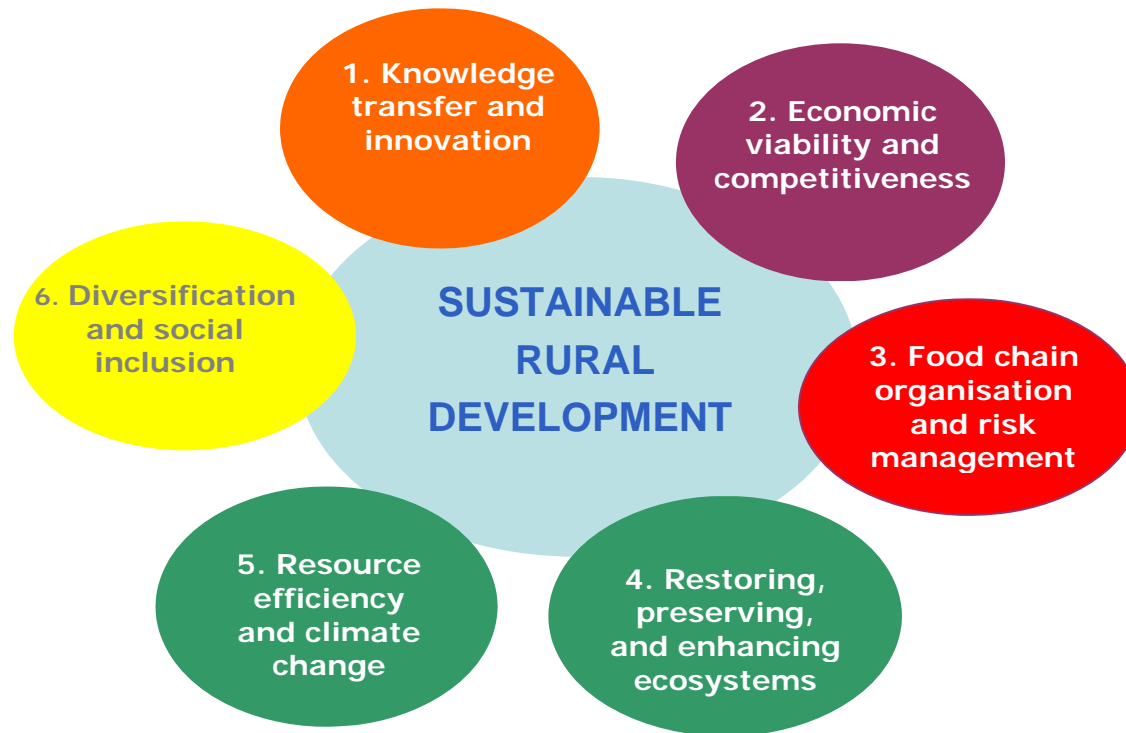 1. Knowledge
transfer and
innovation
2. Economic
viability and
competitiveness
SUSTAINABLE
RURAL
DEVELOPMENT
3. Food chain
organisation
and risk
management
4. Restoring,
preserving,
and enhancing
ecosystems
5. Resource
efficiency
and climate
change
6. Diversification
and social
inclusion